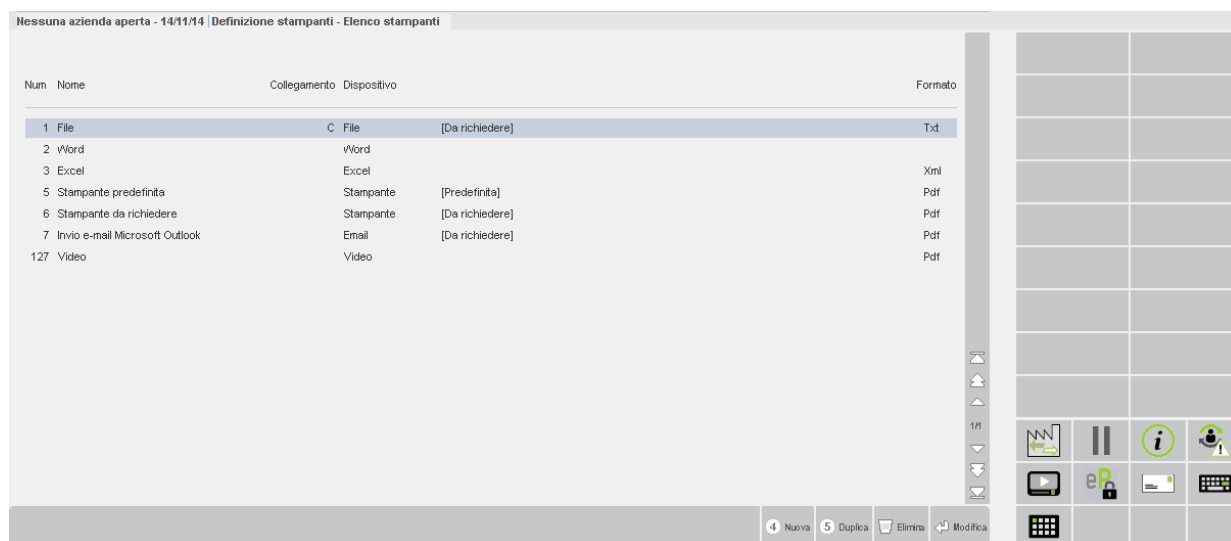 Nessuna azienda aperta - 14/11/14 Definizione stampanti - Elenco stampanti
Num Nome Collegamento Dispositivo Formato
1 File C File [Da richiedere] Txt
2 Word Word
3 Excel Excel Xml
5 Stampante predefinita Stampante [Predefinita] Pdf
6 Stampante da richiedere Stampante [Da richiedere] Pdf
7 Invio e-mail Microsoft Outlook Email [Da richiedere] Pdf
127 Video Video Pdf
1/1
i
eP
4 Nuova 5 Duplica Elimina Modifica